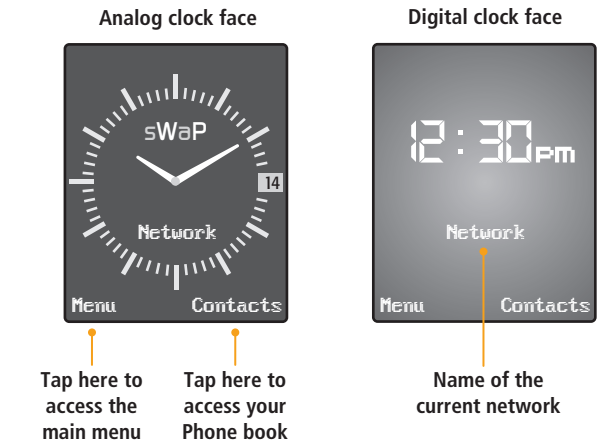 Analog clock face
sWaP
14
Network
Menu Contacts
Tap here to
access the
main menu
Tap here to
access your
Phone book
Digital clock face
12:30pm
Network
Menu Contacts
Name of the
current network